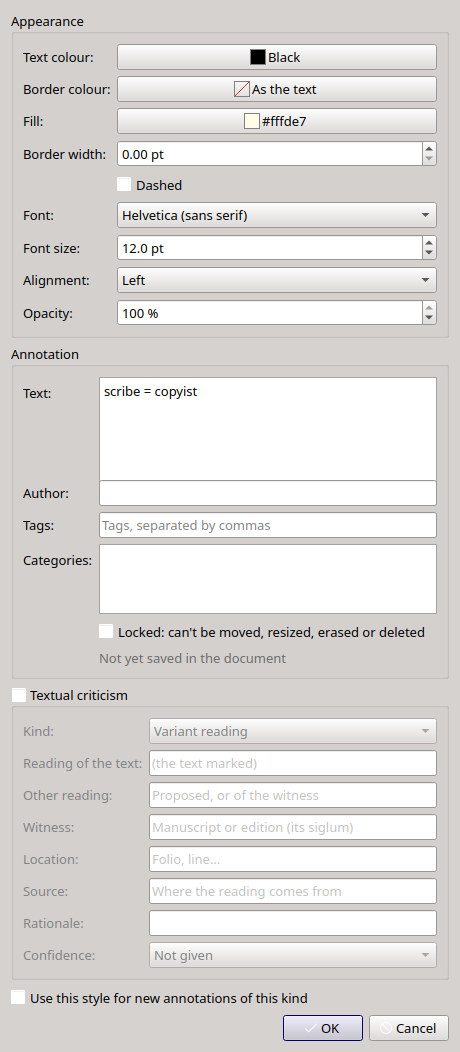 Appearance
Text colour: Black
Border colour: As the text
Fill: #fffde7
Border width: 0.00 pt
Dashed
Font: Helvetica (sans serif)
Font size: 12.0 pt
Alignment: Left
Opacity: 100 %
Annotation
Text: scribe = copyist
Author:
Tags: Tags, separated by commas
Categories:
Locked: can't be moved, resized, erased or deleted
Not yet saved in the document
Textual criticism
Kind: Variant reading
Reading of the text: (the text marked)
Other reading: Proposed, or of the witness
Witness: Manuscript or edition (its siglum)
Location: Folio, line...
Source: Where the reading comes from
Rationale:
Confidence: Not given
Use this style for new annotations of this kind
OK Cancel